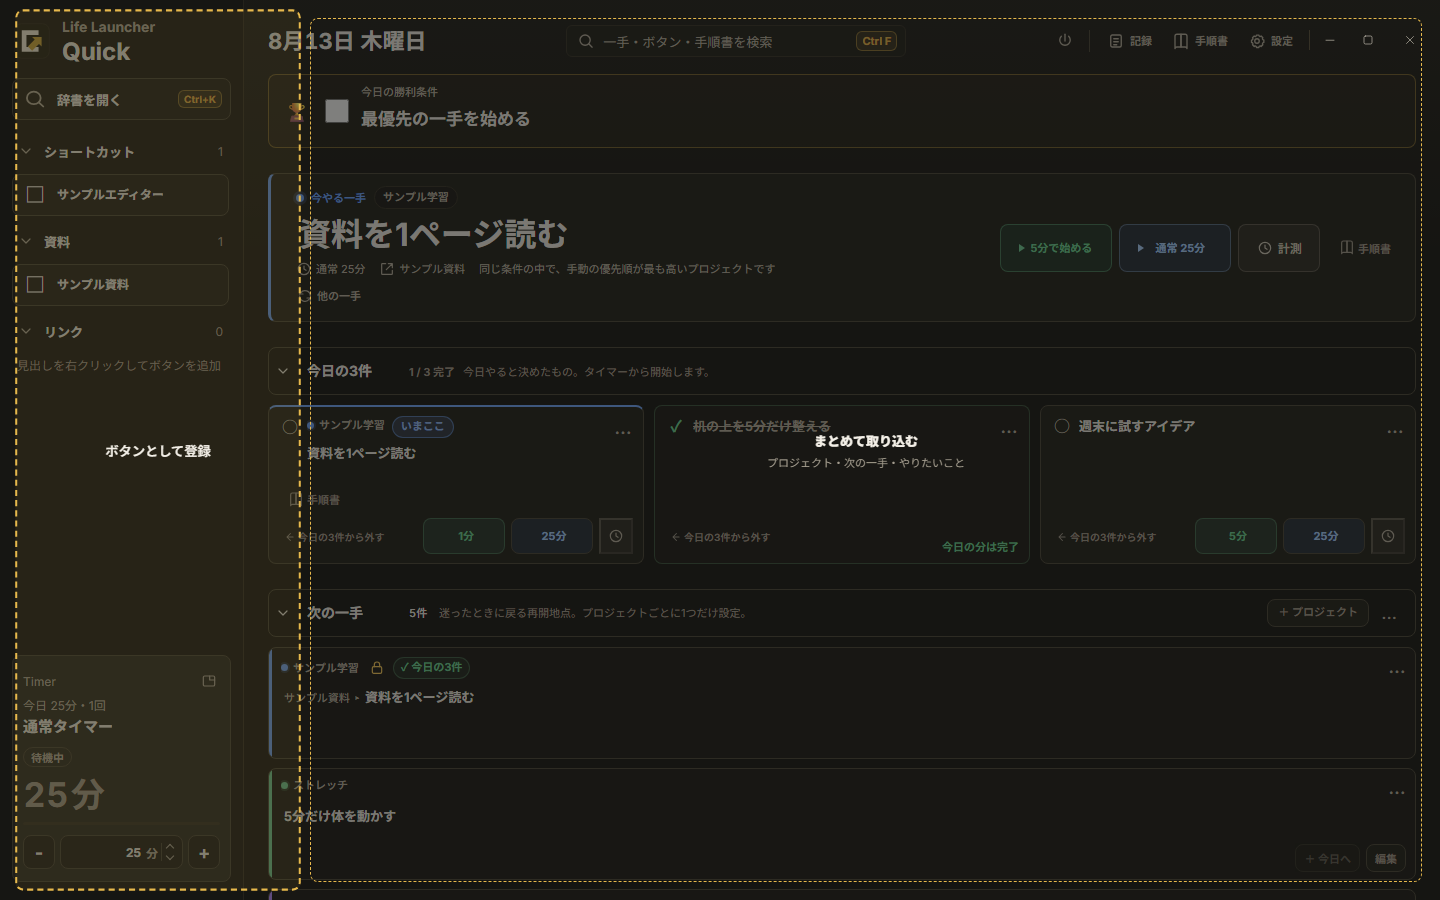 Life Launcher
Quick
辞書を開く Ctrl+K
ショートカット 1
サンプルエディター
資料 1
サンプル資料
リンク 0
見出しを右クリックしてボタンを追加
ボタンとして登録
Timer
今日 25分・1回
通常タイマー
待機中
25分
- 25 分 +
8月13日 木曜日
一手・ボタン・手順書を検索 Ctrl F
記録 手順書 設定
今日の勝利条件
最優先の一手を始める
今やる一手 サンプル学習
資料を1ページ読む
通常 25分 サンプル資料 同じ条件の中で、手動の優先順が最も高いプロジェクトです
他の一手
5分で始める 通常 25分 計測 手順書
今日の3件 1 / 3 完了 今日やると決めたもの。タイマーから開始します。
サンプル学習 いまここ ...
資料を1ページ読む
手順書
← 今日の3件から外す 1分 25分
✓ 机の上を5分だけ整える ...
まとめて取り込む
プロジェクト・次の一手・やりたいこと
← 今日の3件から外す 今日の分は完了
週末に試すアイデア ...
← 今日の3件から外す 5分 25分
次の一手 5件 迷ったときに戻る再開地点。プロジェクトごとに1つだけ設定。 + プロジェクト ...
サンプル学習 ✓ 今日の3件 ...
サンプル資料 ▸ 資料を1ページ読む
ストレッチ ...
5分だけ体を動かす
+ 今日へ 編集